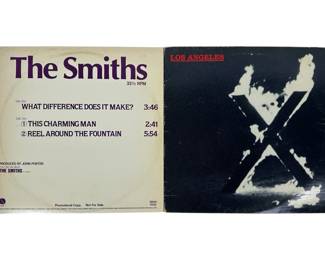 The Smiths
33⅓ RPM
WHAT DIFFERENCE DOES IT MAKE? 3:46
① THIS CHARMING MAN 2:41
② REEL AROUND THE FOUNTAIN 5:54
PRODUCED BY JOHN PORTER
THE SMITHS
Promotional Copy. Not For Sale.
LOS ANGELES
X